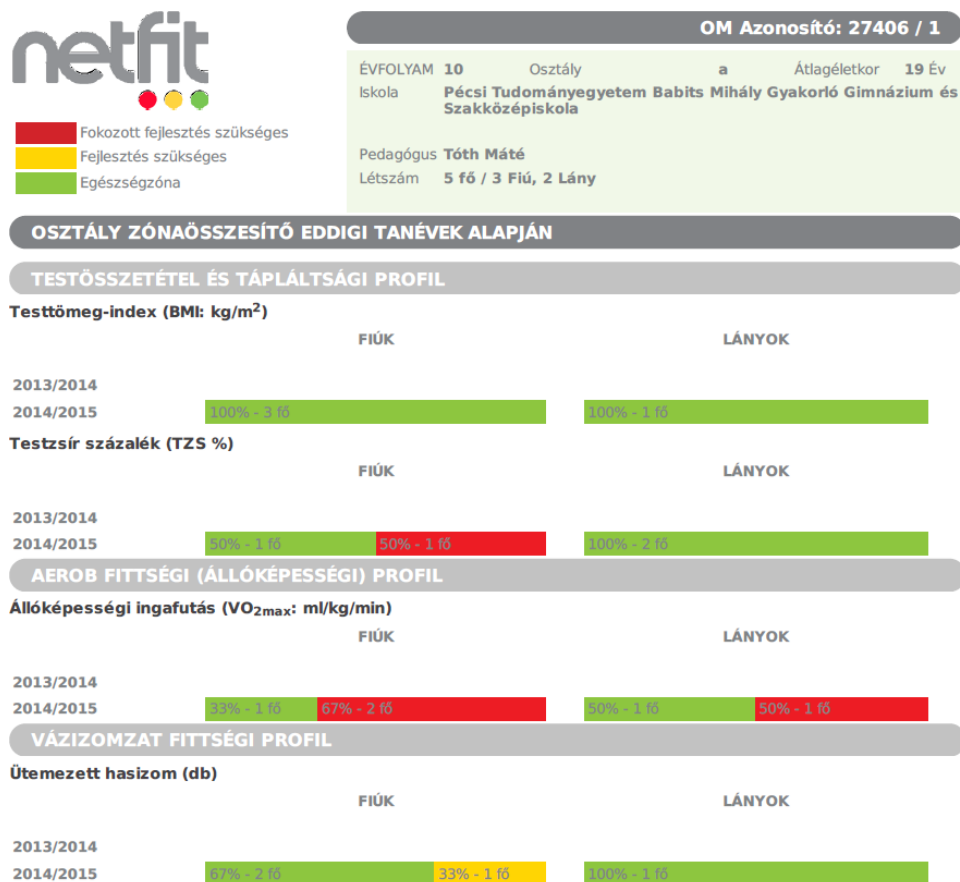 netfit
OM Azonosító: 27406 / 1
ÉVFOLYAM 10 Osztály a Átlagéletkor 19 Év
Iskola Pécsi Tudományegyetem Babits Mihály Gyakorló Gimnázium és
Szakközépiskola
Pedagógus Tóth Máté
Létszám 5 fő / 3 Fiú, 2 Lány
Fokozott fejlesztés szükséges
Fejlesztés szükséges
Egészségzóna
OSZTÁLY ZÓNAÖSSZESÍTŐ EDDIGI TANÉVEK ALAPJÁN
TESTÖSSZETÉTEL ÉS TÁPLÁLTSÁGI PROFIL
Testtömeg-index (BMI: kg/m²)
FIÚK LÁNYOK
2013/2014
2014/2015 100% - 3 fő 100% - 1 fő
Testzsír százalék (TZS %)
FIÚK LÁNYOK
2013/2014
2014/2015 50% - 1 fő 50% - 1 fő 100% - 2 fő
AEROB FITTSÉGI (ÁLLÓKÉPESSÉGI) PROFIL
Állóképességi ingafutás (VO₂max: ml/kg/min)
FIÚK LÁNYOK
2013/2014
2014/2015 33% - 1 fő 67% - 2 fő 50% - 1 fő 50% - 1 fő
VÁZIZOMZAT FITTSÉGI PROFIL
Ütemezett hasizom (db)
FIÚK LÁNYOK
2013/2014
2014/2015 67% - 2 fő 33% - 1 fő 100% - 1 fő